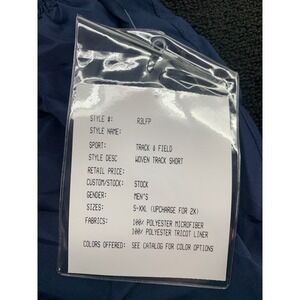 STYLE #: R3LFP
STYLE NAME:
SPORT: TRACK & FIELD
STYLE DESC WOVEN TRACK SHORT
RETAIL PRICE:
CUSTOM/STOCK: STOCK
GENDER: MEN'S
SIZES: S-XXL (UPCHARGE FOR 2X)
FABRICS: 100% POLYESTER MICROFIBER
100% POLYESTER TRICOT LINER
COLORS OFFERED: SEE CATALOG FOR COLOR OPTIONS